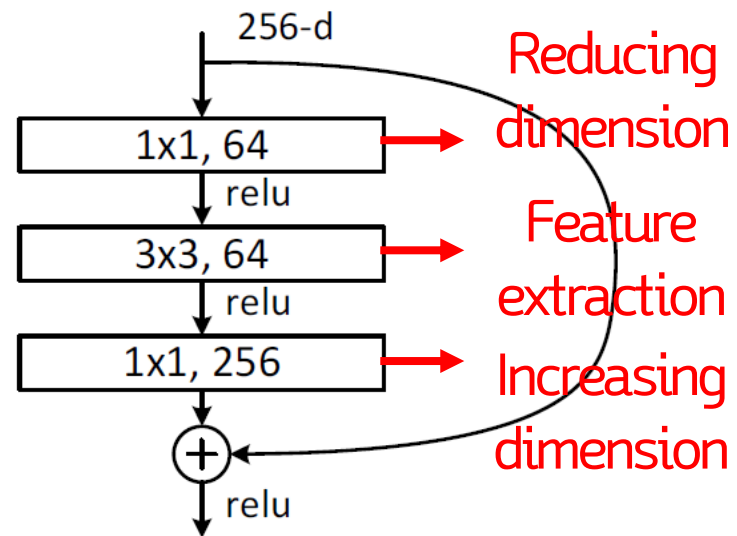 256-d
Reducing
dimension
1x1, 64
relu
Feature
3x3, 64
extraction
relu
1x1, 256
Increasing
dimension
+
relu